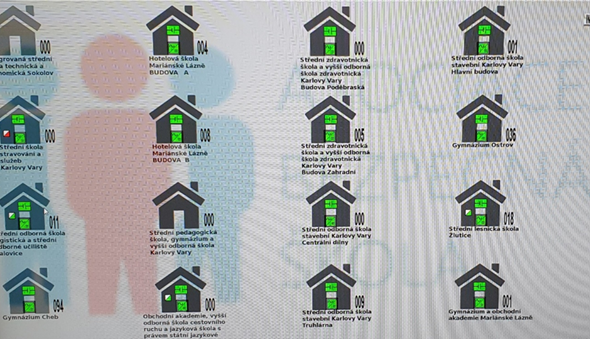 000
grovaná střední
a technická a
nomická Sokolov
004
Hotelová škola
Mariánské Lázně
BUDOVA A
000
Střední zdravotnická
škola a vyšší odborná
škola zdravotnická
Karlovy Vary
Budova Poděbradská
001
Střední odborná škola
stavební Karlovy Vary
Hlavní budova
000
Střední škola
stravování a
služeb
Karlovy Vary
008
Hotelová škola
Mariánské Lázně
BUDOVA B
005
Střední zdravotnická
škola a vyšší odborná
škola zdravotnická
Karlovy Vary
Budova Zahradní
036
Gymnázium Ostrov
011
řední odborná škola
gistická a střední
dborné učiliště
alovice
000
Střední pedagogická
škola, gymnázium a
vyšší odborná škola
Karlovy Vary
000
Střední odborná škola
stavební Karlovy Vary
Centrální dílny
018
Střední lesnická škola
Žlutice
094
Gymnázium Cheb
000
Obchodní akademie, vyšší
odborná škola cestovního
ruchu a jazyková škola s
právem státní jazykové
009
Střední odborná škola
stavební Karlovy Vary
Truhlárna
001
Gymnázium a obchodní
akademie Mariánské Lázně